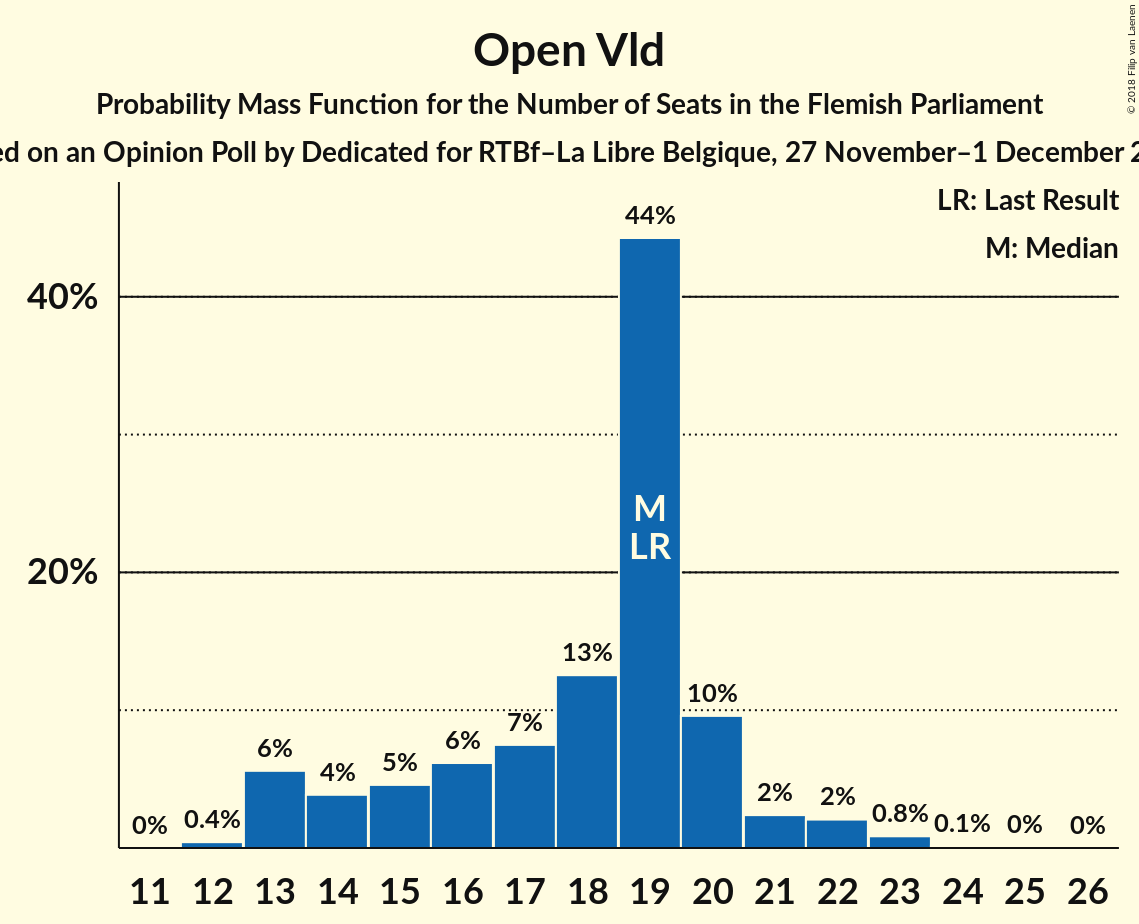 Open Vld
Probability Mass Function for the Number of Seats in the Flemish Parliament
on an Opinion Poll by Dedicated for RTBf–La Libre Belgique, 27 November–1 December
© 2018 Filip van Laenen
LR: Last Result
M: Median
40%
20%
0% 0.4% 6% 4% 5% 6% 7% 13% 44% 10% 2% 2% 0.8% 0.1% 0% 0%
M
LR
11 12 13 14 15 16 17 18 19 20 21 22 23 24 25 26